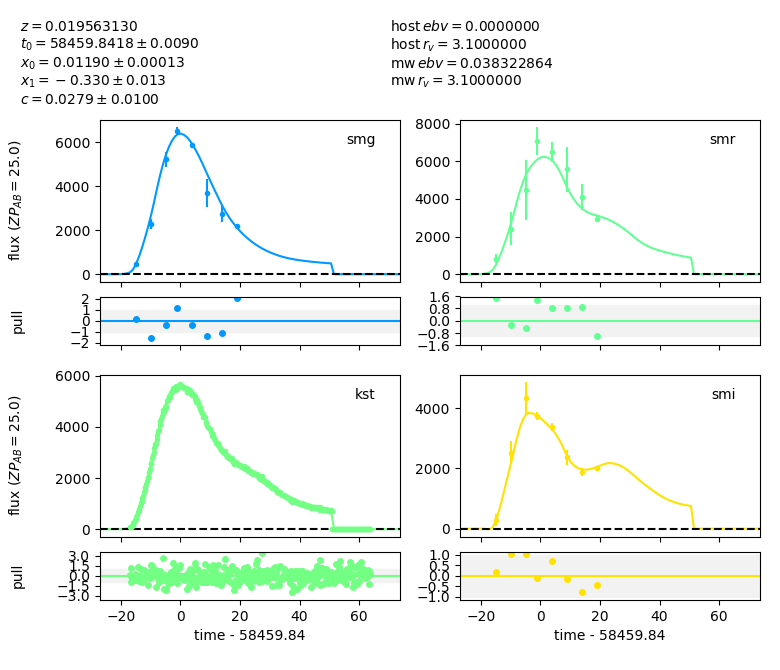 z = 0.019563130
t₀ = 58459.8418 ± 0.0090
x₀ = 0.01190 ± 0.00013
x₁ = −0.330 ± 0.013
c = 0.0279 ± 0.0100
host ebv = 0.0000000
host r_v = 3.1000000
mw ebv = 0.038322864
mw r_v = 3.1000000
flux (ZP_AB = 25.0)
6000
4000
2000
0
smg
8000
6000
4000
2000
0
smr
pull
2
1
0
−1
−2
1.6
0.8
0.0
−0.8
−1.6
flux (ZP_AB = 25.0)
6000
4000
2000
0
kst
4000
2000
0
smi
pull
3.0
1.5
0.0
−1.5
−3.0
−20 0 20 40 60
time - 58459.84
1.0
0.5
0.0
−0.5
−1.0
−20 0 20 40 60
time - 58459.84